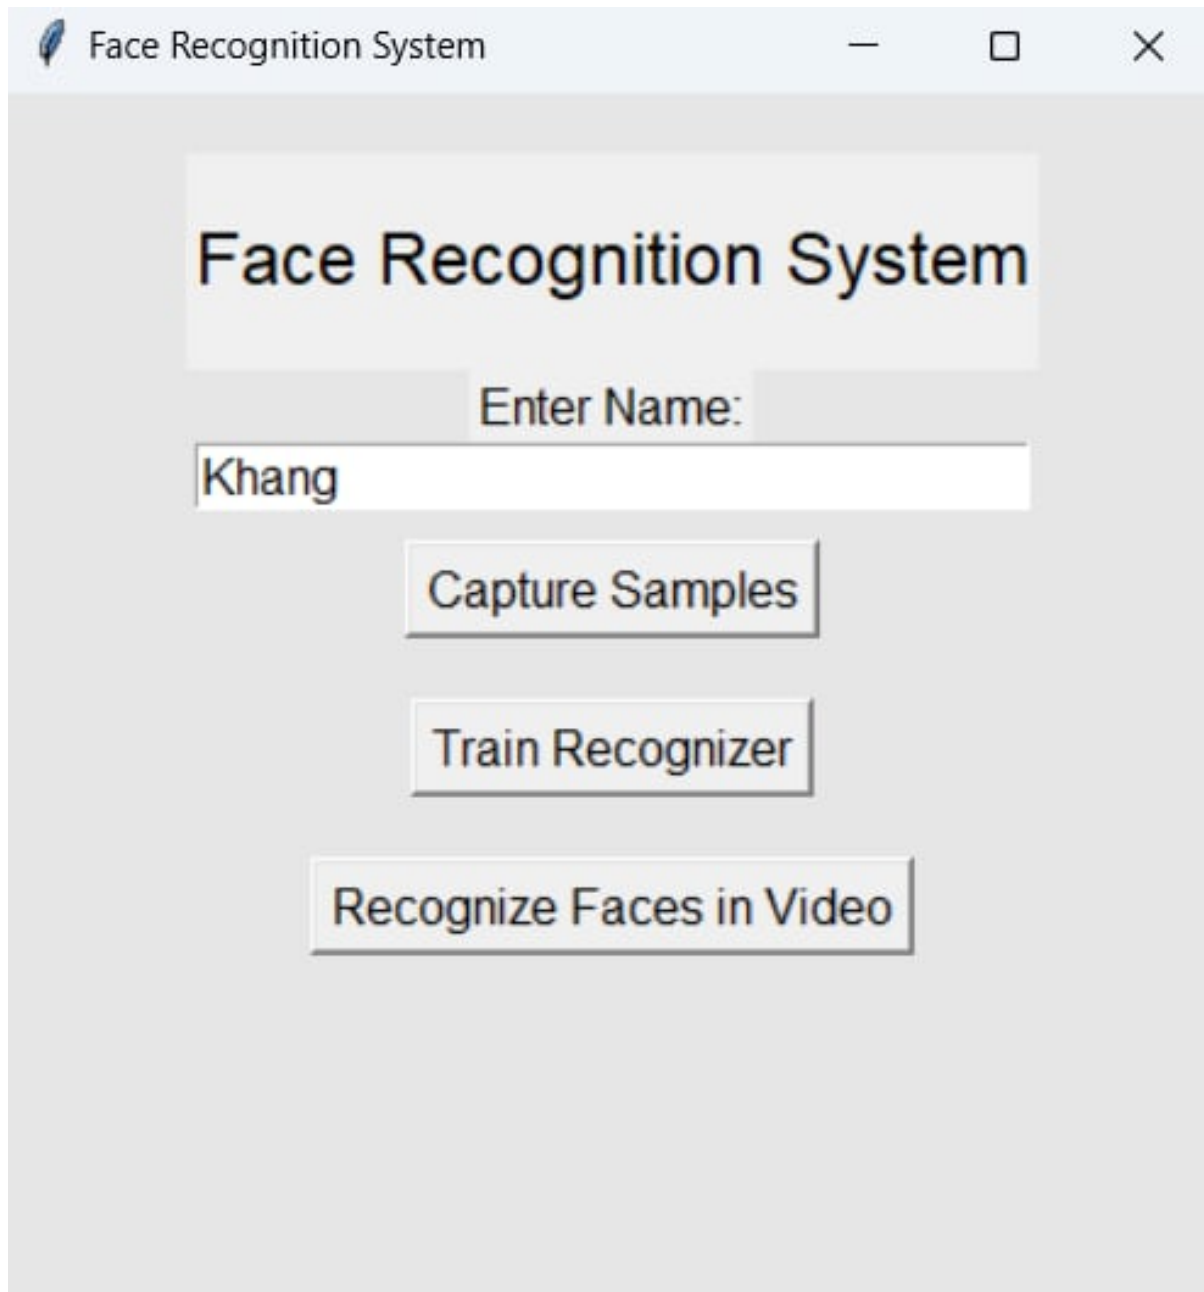 Face Recognition System
Face Recognition System
Enter Name:
Khang
Capture Samples
Train Recognizer
Recognize Faces in Video